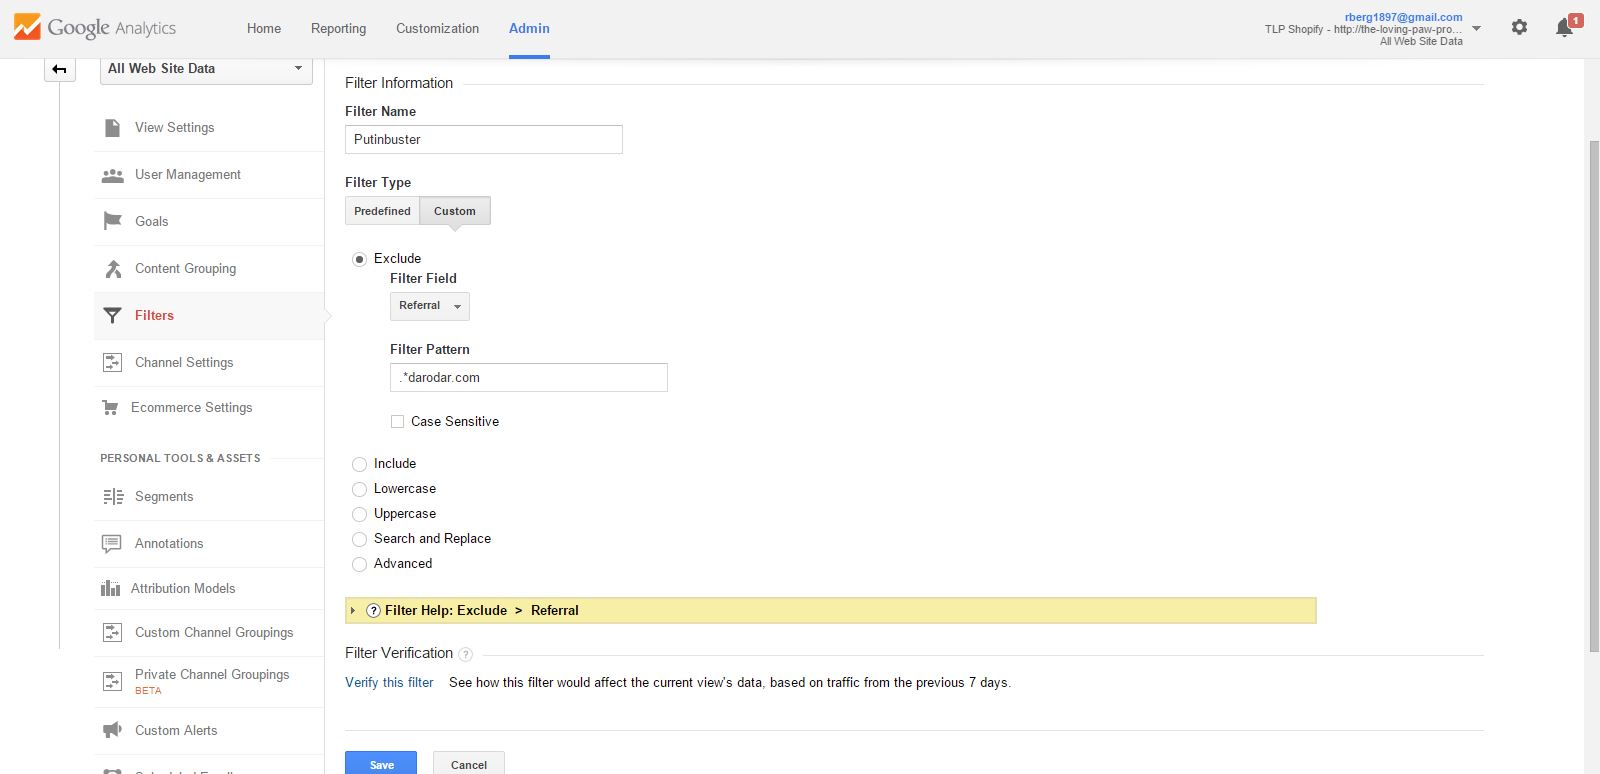 Google Analytics
Home Reporting Customization Admin
rberg1897@gmail.com
TLP Shopify - http://the-loving-paw-pro...
All Web Site Data
1
All Web Site Data
View Settings
User Management
Goals
Content Grouping
Filters
Channel Settings
Ecommerce Settings
PERSONAL TOOLS & ASSETS
Segments
Annotations
Attribution Models
Custom Channel Groupings
Private Channel Groupings
BETA
Custom Alerts
Filter Information
Filter Name
Putinbuster
Filter Type
Predefined Custom
Exclude
Filter Field
Referral
Filter Pattern
.*darodar.com
Case Sensitive
Include
Lowercase
Uppercase
Search and Replace
Advanced
? Filter Help: Exclude > Referral
Filter Verification ?
Verify this filter See how this filter would affect the current view's data, based on traffic from the previous 7 days.
Save Cancel